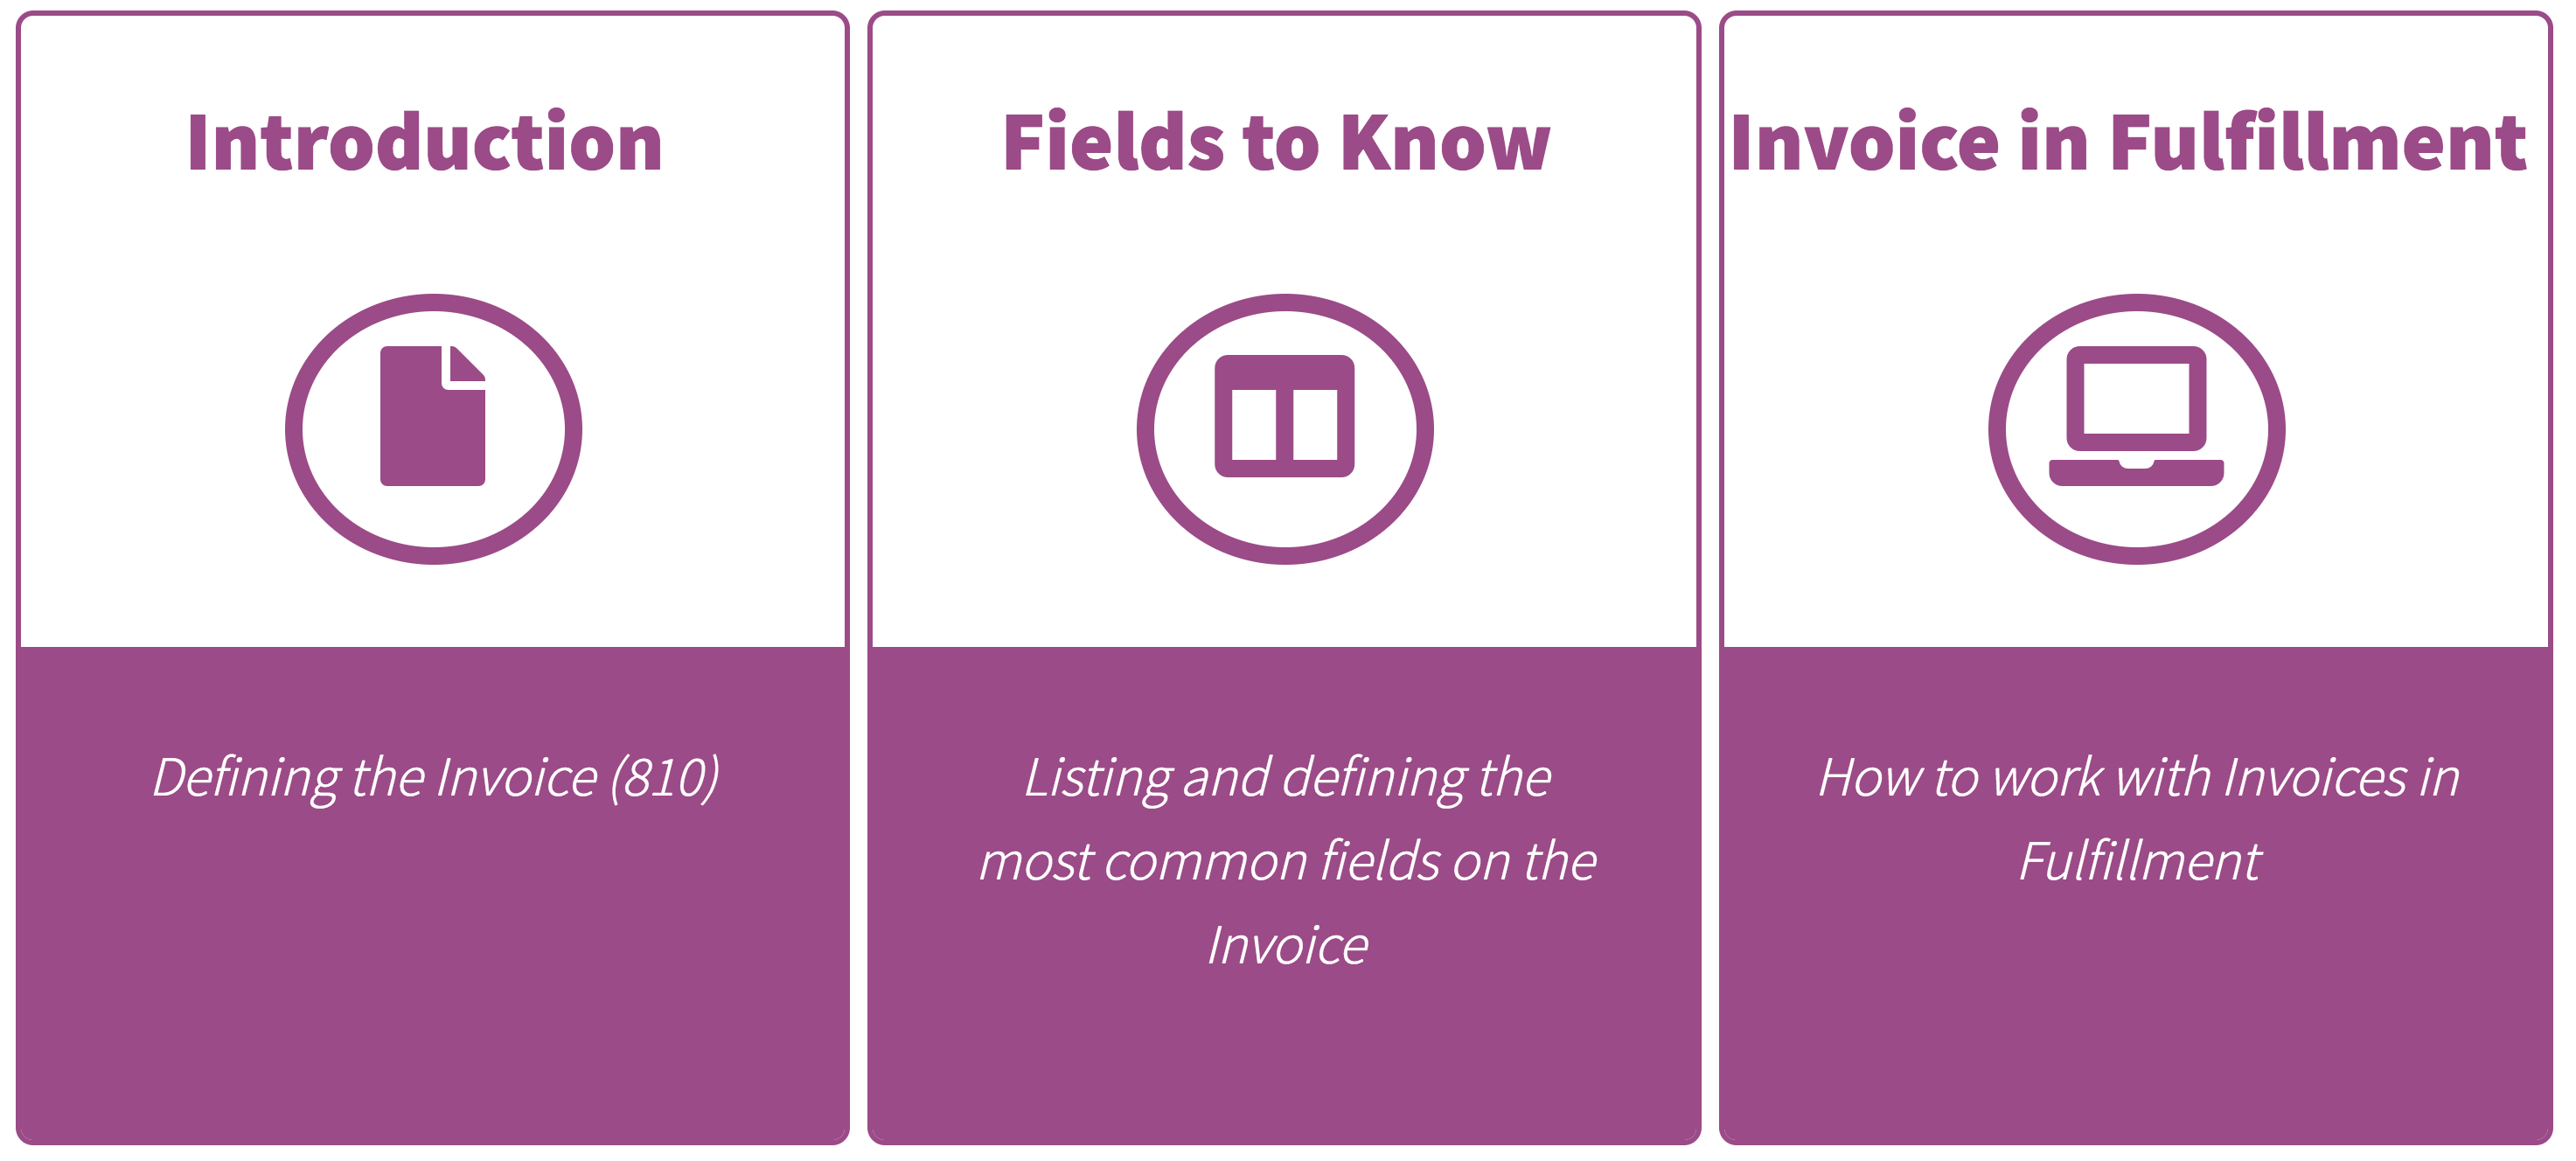 Introduction
Defining the Invoice (810)
Fields to Know
Listing and defining the
most common fields on the
Invoice
Invoice in Fulfillment
How to work with Invoices in
Fulfillment